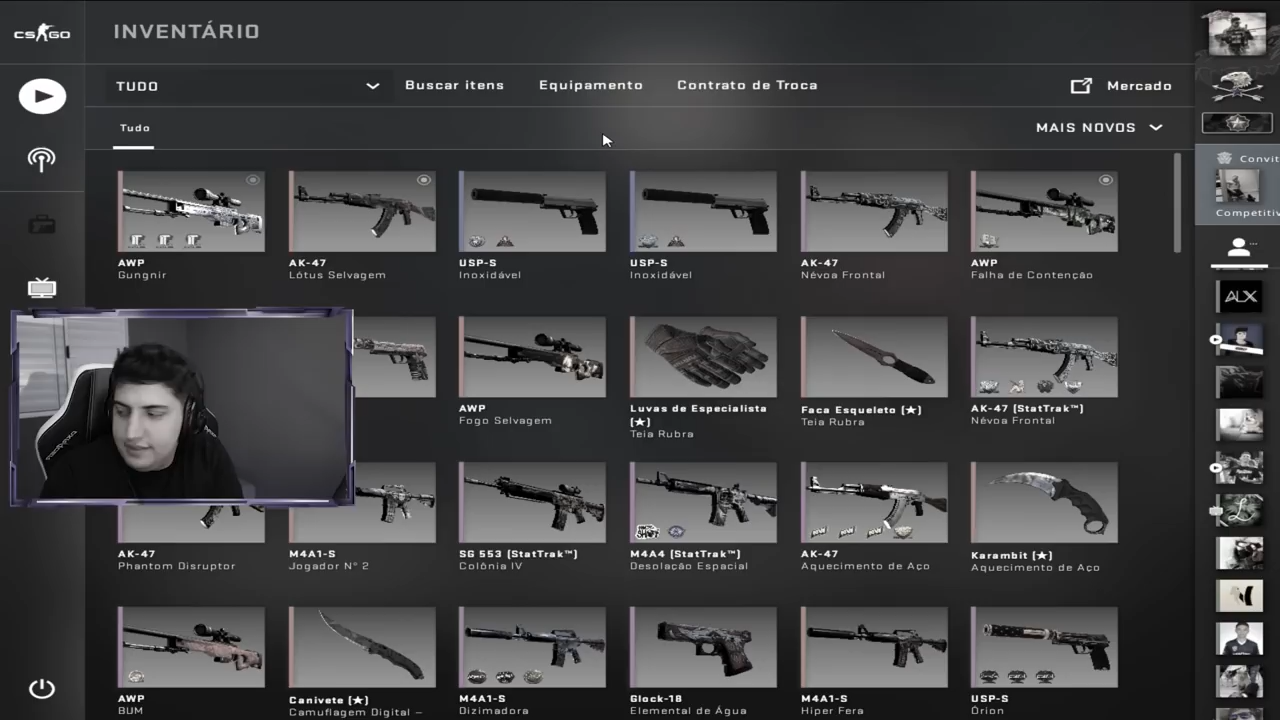 CS GO
INVENTÁRIO
TUDO
Buscar itens
Equipamento
Contrato de Troca
Mercado
Tudo
MAIS NOVOS
Convit
Competitiv
AWP
Gungnir
AK-47
Lótus Selvagem
USP-S
Inoxidável
USP-S
Inoxidável
AK-47
Névoa Frontal
AWP
Falha de Contenção
ALX
AWP
Fogo Selvagem
Luvas de Especialista
(★)
Teia Rubra
Faca Esqueleto (★)
Teia Rubra
AK-47 (StatTrak™)
Névoa Frontal
AK-47
Phantom Disruptor
M4A1-S
Jogador N° 2
SG 553 (StatTrak™)
Colônia IV
M4A4 (StatTrak™)
Desolação Espacial
AK-47
Aquecimento de Aço
Karambit (★)
Aquecimento de Aço
AWP
BUM
Canivete (★)
Camuflagem Digital –
M4A1-S
Dizimadora
Glock-18
Elemental de Água
M4A1-S
Hiper Fera
USP-S
Órion